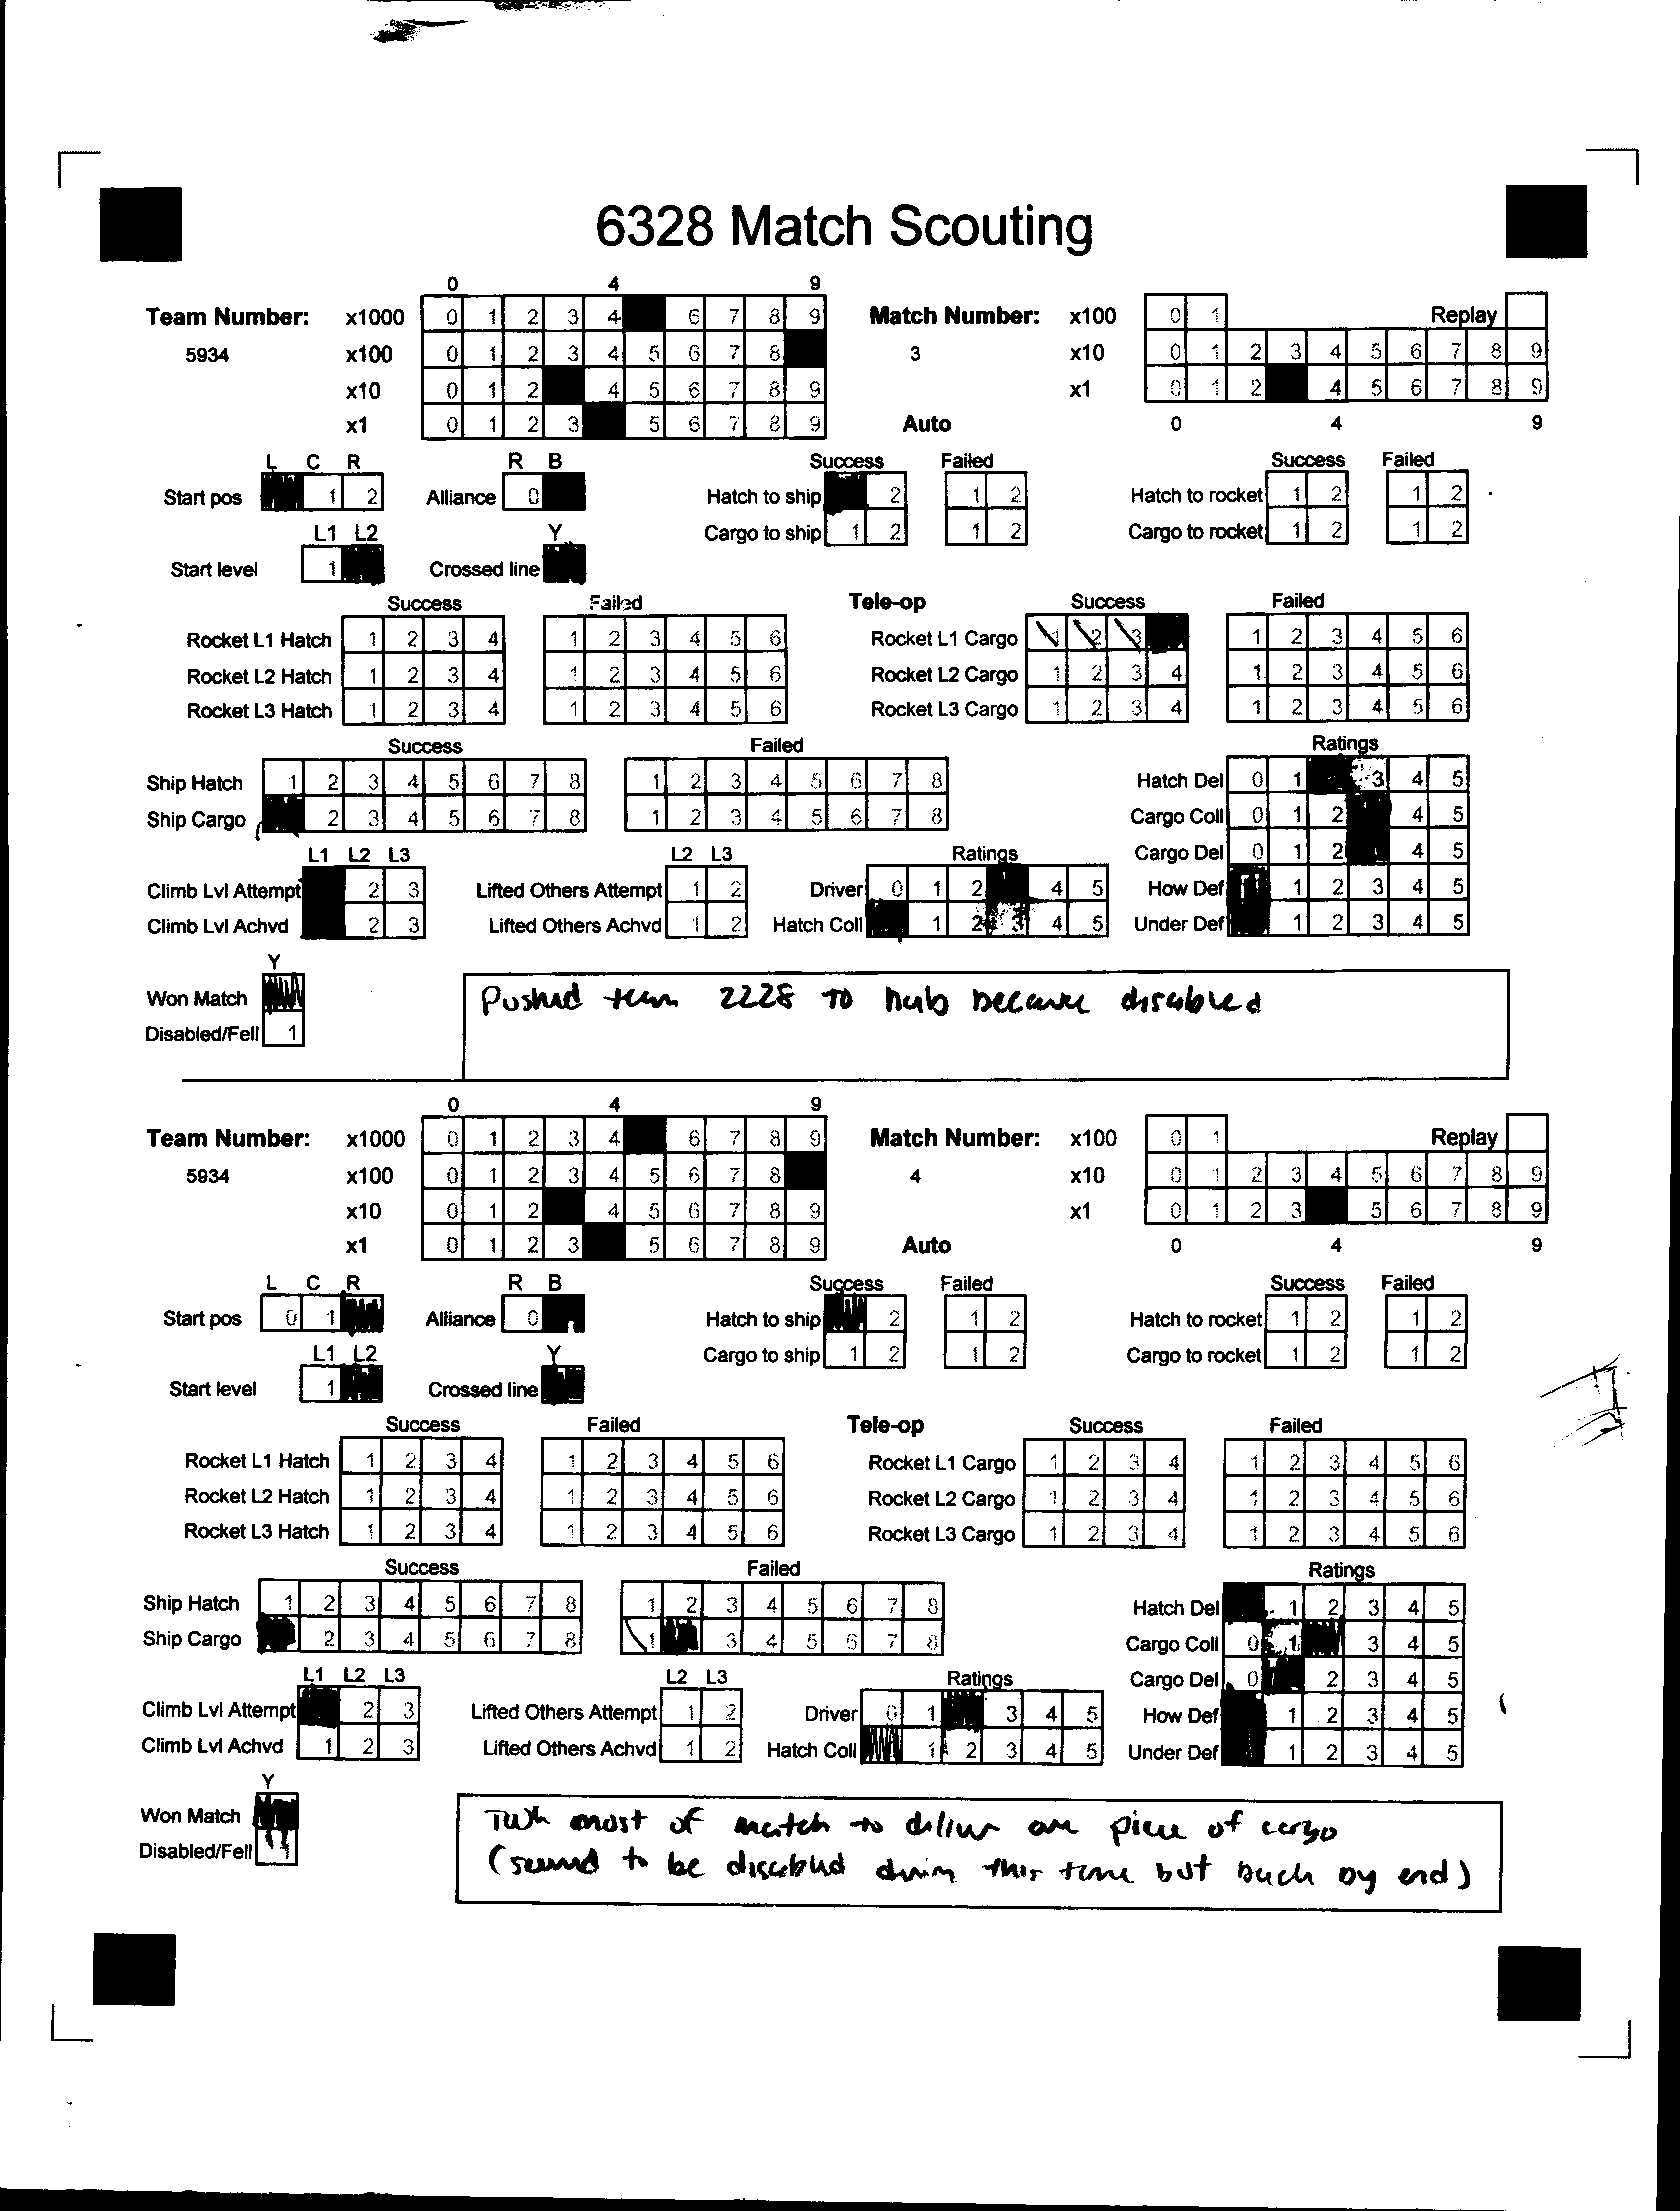 6328 Match Scouting
0 4 9
Team Number: x1000 0 1 2 3 4 6 7 8 9 Match Number: x100 0 1 Replay
5934 x100 0 1 2 3 4 5 6 7 8 3 x10 0 1 2 3 4 5 6 7 8 9
x10 0 1 2 4 5 6 7 8 9 x1 0 1 2 4 5 6 7 8 9
x1 0 1 2 3 5 6 7 8 9 Auto 0 4 9
L C R R B Success Failed Success Failed
Start pos 1 2 Alliance 0 Hatch to ship 2 1 2 Hatch to rocket 1 2 1 2
L1 L2 Y Cargo to ship 1 2 1 2 Cargo to rocket 1 2 1 2
Start level 1 Crossed line
Success Failed Tele-op Success Failed
Rocket L1 Hatch 1 2 3 4 1 2 3 4 5 6 Rocket L1 Cargo 1 2 3 1 2 3 4 5 6
Rocket L2 Hatch 1 2 3 4 1 2 3 4 5 6 Rocket L2 Cargo 1 2 3 4 1 2 3 4 5 6
Rocket L3 Hatch 1 2 3 4 1 2 3 4 5 6 Rocket L3 Cargo 1 2 3 4 1 2 3 4 5 6
Success Failed Ratings
Ship Hatch 1 2 3 4 5 6 7 8 1 2 3 4 5 6 7 8 Hatch Del 0 1 3 4 5
Ship Cargo 2 3 4 5 6 7 8 1 2 3 4 5 6 7 8 Cargo Coll 0 1 2 4 5
L1 L2 L3 L2 L3 Ratings Cargo Del 0 1 2 4 5
Climb Lvl Attempt 2 3 Lifted Others Attempt 1 2 Driver 0 1 2 4 5 How Def 1 2 3 4 5
Climb Lvl Achvd 2 3 Lifted Others Achvd 1 2 Hatch Coll 1 2 3 4 5 Under Def 1 2 3 4 5
Y
Won Match
Disabled/Fell 1
Pushed team 2228 to hub because disabled
0 4 9
Team Number: x1000 0 1 2 3 4 6 7 8 9 Match Number: x100 0 1 Replay
5934 x100 0 1 2 3 4 5 6 7 8 4 x10 0 1 2 3 4 5 6 7 8 9
x10 0 1 2 4 5 6 7 8 9 x1 0 1 2 3 5 6 7 8 9
x1 0 1 2 3 5 6 7 8 9 Auto 0 4 9
L C R R B Success Failed Success Failed
Start pos 0 1 Alliance 0 Hatch to ship 2 1 2 Hatch to rocket 1 2 1 2
L1 L2 Y Cargo to ship 1 2 1 2 Cargo to rocket 1 2 1 2
Start level 1 Crossed line
Success Failed Tele-op Success Failed
Rocket L1 Hatch 1 2 3 4 1 2 3 4 5 6 Rocket L1 Cargo 1 2 3 4 1 2 3 4 5 6
Rocket L2 Hatch 1 2 3 4 1 2 3 4 5 6 Rocket L2 Cargo 1 2 3 4 1 2 3 4 5 6
Rocket L3 Hatch 1 2 3 4 1 2 3 4 5 6 Rocket L3 Cargo 1 2 3 4 1 2 3 4 5 6
Success Failed Ratings
Ship Hatch 1 2 3 4 5 6 7 8 1 2 3 4 5 6 7 8 Hatch Del 1 2 3 4 5
Ship Cargo 2 3 4 5 6 7 8 1 3 4 5 6 7 8 Cargo Coll 0 1 3 4 5
L1 L2 L3 L2 L3 Ratings Cargo Del 0 2 3 4 5
Climb Lvl Attempt 2 3 Lifted Others Attempt 1 2 Driver 0 1 3 4 5 How Def 1 2 3 4 5
Climb Lvl Achvd 1 2 3 Lifted Others Achvd 1 2 Hatch Coll 1 2 3 4 5 Under Def 1 2 3 4 5
Y
Won Match
Disabled/Fell 1
Took most of match to deliver one piece of cargo
(seemed to be disabled during this time but back by end)